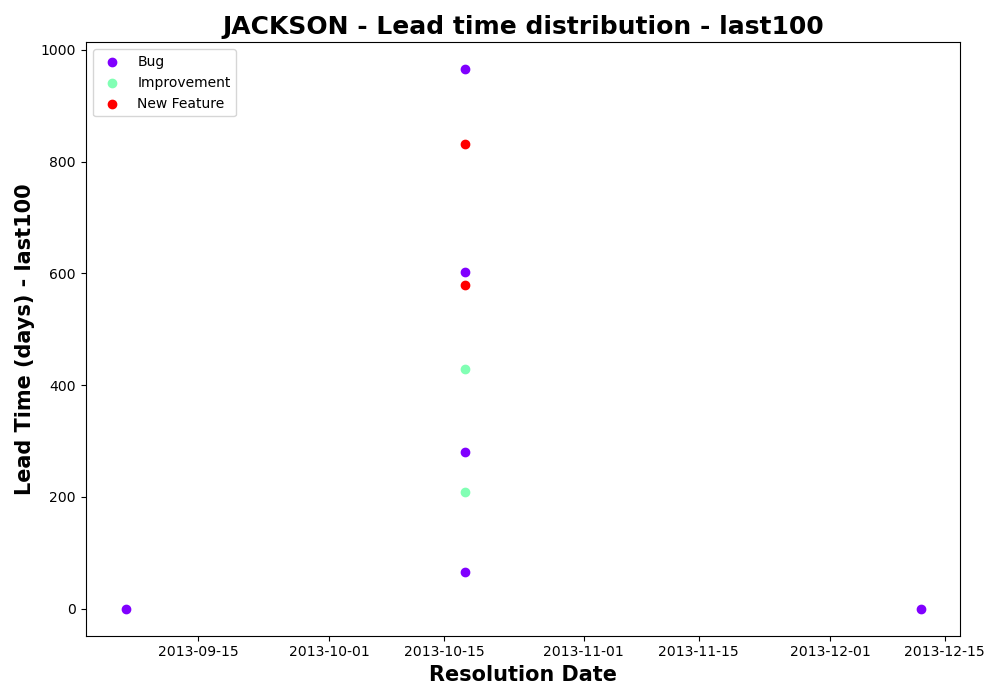 JACKSON - Lead time distribution - last100
Bug
Improvement
New Feature
Lead Time (days) - last100
1000
800
600
400
200
0
2013-09-15
2013-10-01
2013-10-15
2013-11-01
2013-11-15
2013-12-01
2013-12-15
Resolution Date